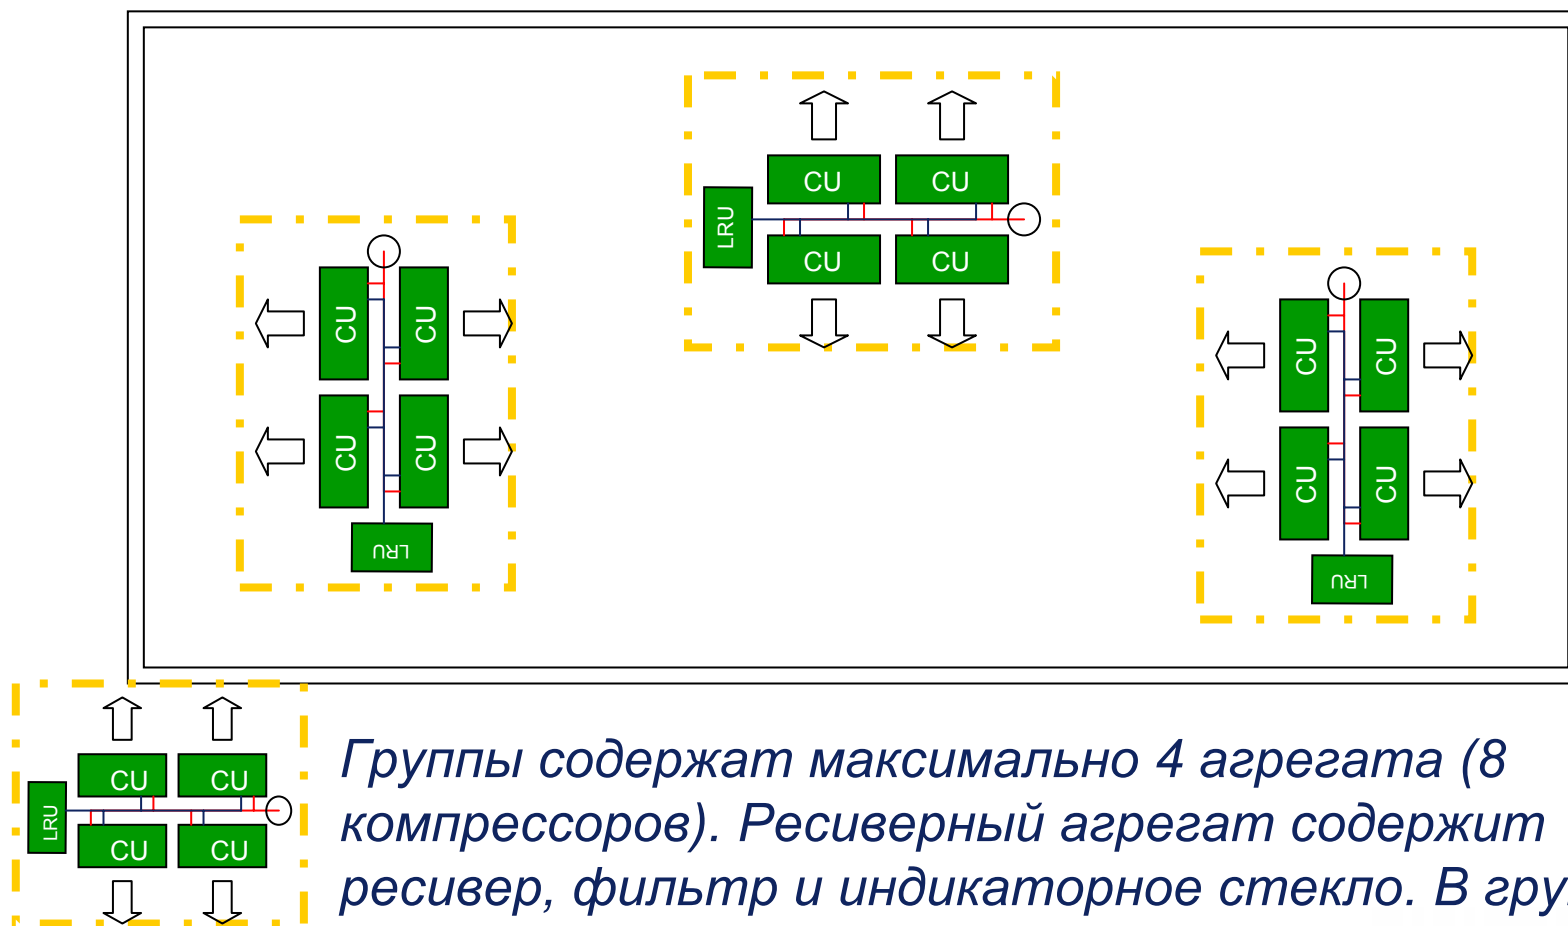 CU CU
LRU
CU CU
CU CU
CU CU
LRU
CU CU
CU CU
LRU
CU CU
LRU
CU CU
Группы содержат максимально 4 агрегата (8
компрессоров). Ресиверный агрегат содержит
ресивер, фильтр и индикаторное стекло. В